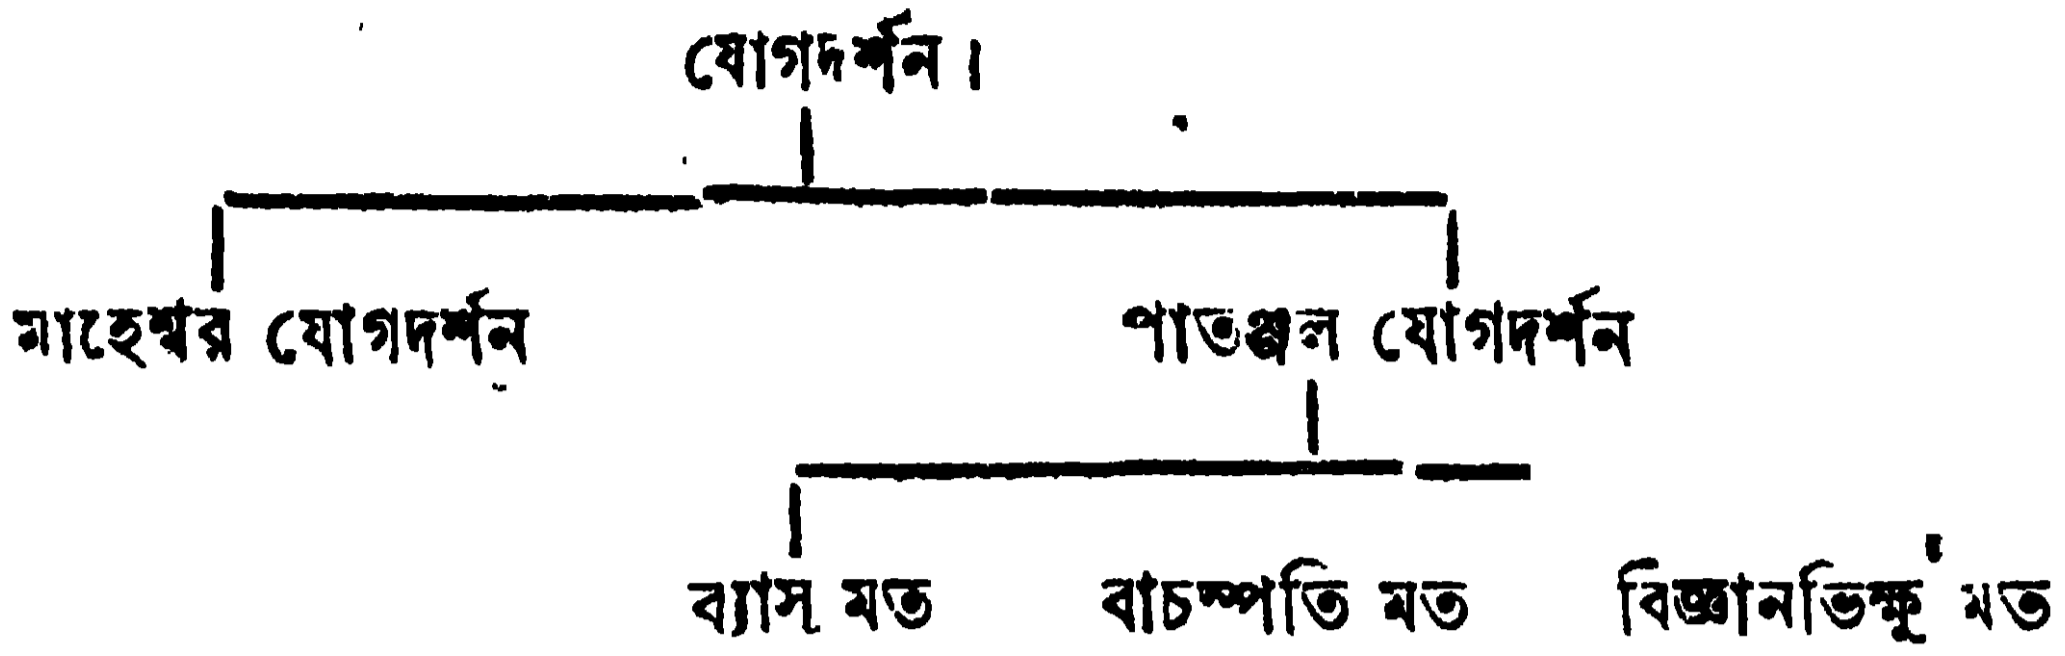 যোগদর্শন।
মাহেশ্বর যোগদর্শন পাতঞ্জল যোগদর্শন
ব্যাস মত বাচস্পতি মত বিজ্ঞানভিক্ষু মত